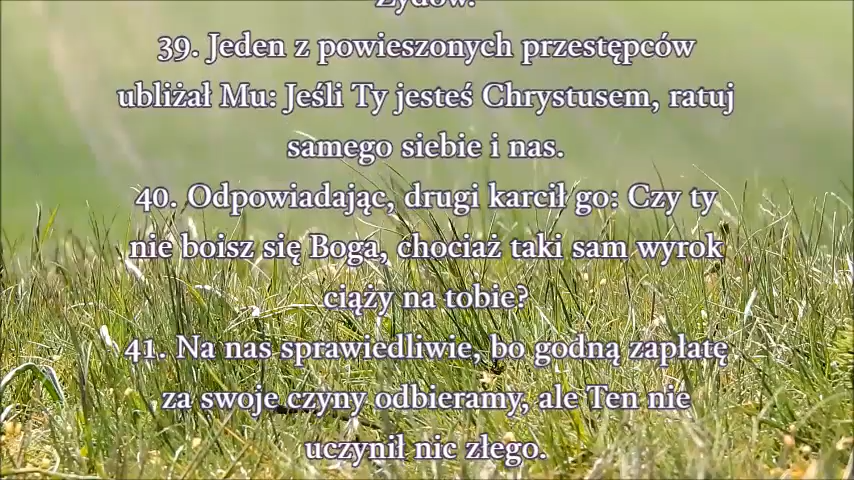 Żydów.
39. Jeden z powieszonych przestępców
ubliżał Mu: Jeśli Ty jesteś Chrystusem, ratuj
samego siebie i nas.
40. Odpowiadając, drugi karcił go: Czy ty
nie boisz się Boga, chociaż taki sam wyrok
ciąży na tobie?
41. Na nas sprawiedliwie, bo godną zapłatę
za swoje czyny odbieramy, ale Ten nie
uczynił nic złego.